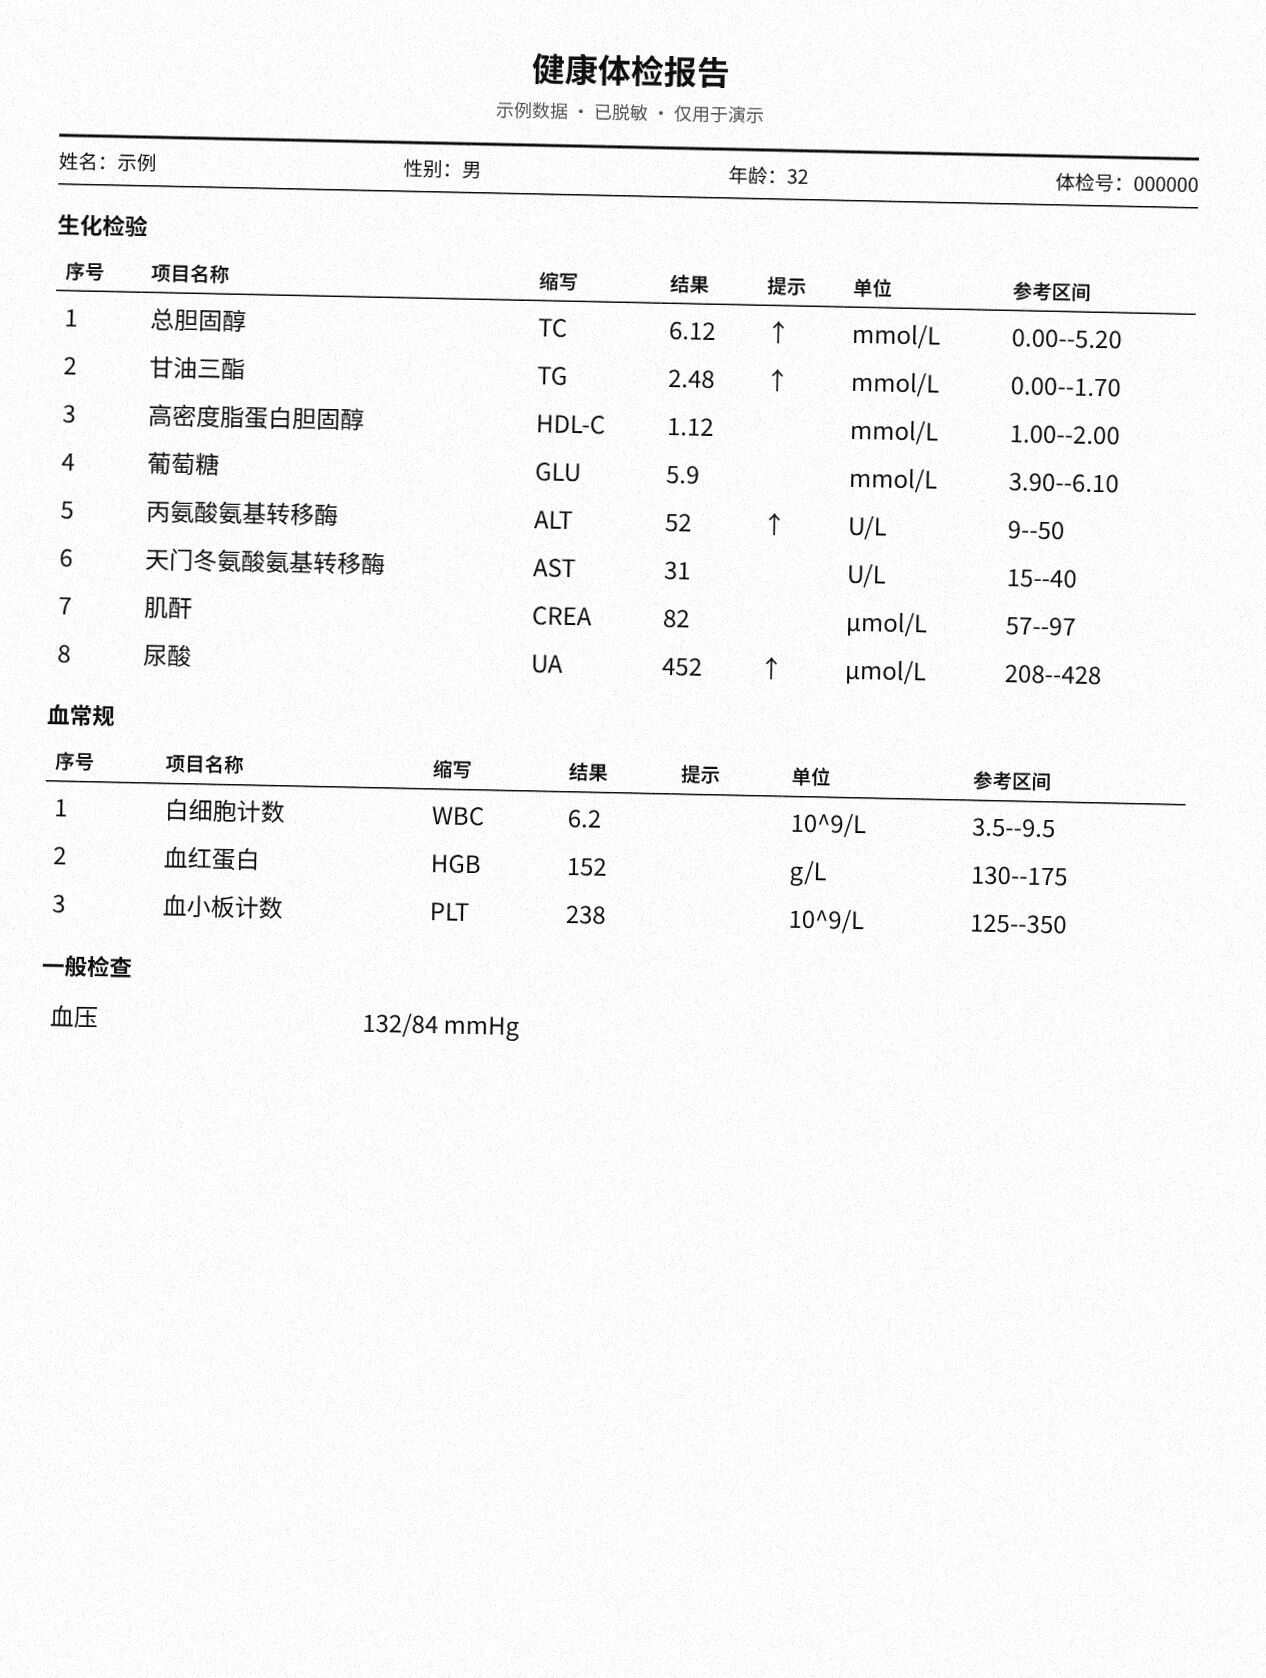 健康体检报告
示例数据 · 已脱敏 · 仅用于演示
姓名：示例 性别：男 年龄：32 体检号：000000
生化检验
序号 项目名称 缩写 结果 提示 单位 参考区间
1 总胆固醇 TC 6.12 ↑ mmol/L 0.00--5.20
2 甘油三酯 TG 2.48 ↑ mmol/L 0.00--1.70
3 高密度脂蛋白胆固醇 HDL-C 1.12 mmol/L 1.00--2.00
4 葡萄糖 GLU 5.9 mmol/L 3.90--6.10
5 丙氨酸氨基转移酶 ALT 52 ↑ U/L 9--50
6 天门冬氨酸氨基转移酶 AST 31 U/L 15--40
7 肌酐 CREA 82 μmol/L 57--97
8 尿酸 UA 452 ↑ μmol/L 208--428
血常规
序号 项目名称 缩写 结果 提示 单位 参考区间
1 白细胞计数 WBC 6.2 10^9/L 3.5--9.5
2 血红蛋白 HGB 152 g/L 130--175
3 血小板计数 PLT 238 10^9/L 125--350
一般检查
血压 132/84 mmHg